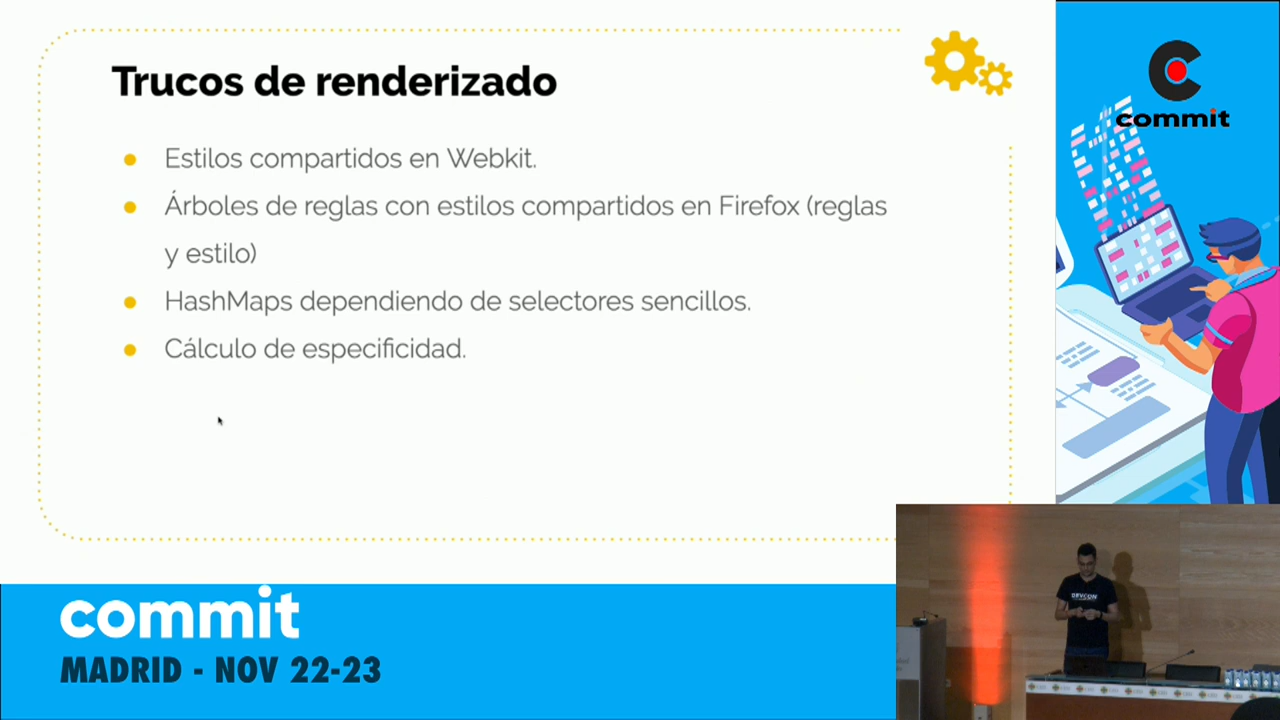 Trucos de renderizado
Estilos compartidos en Webkit.
Árboles de reglas con estilos compartidos en Firefox (reglas
y estilo)
HashMaps dependiendo de selectores sencillos.
Cálculo de especificidad.
commit
commit
MADRID - NOV 22-23